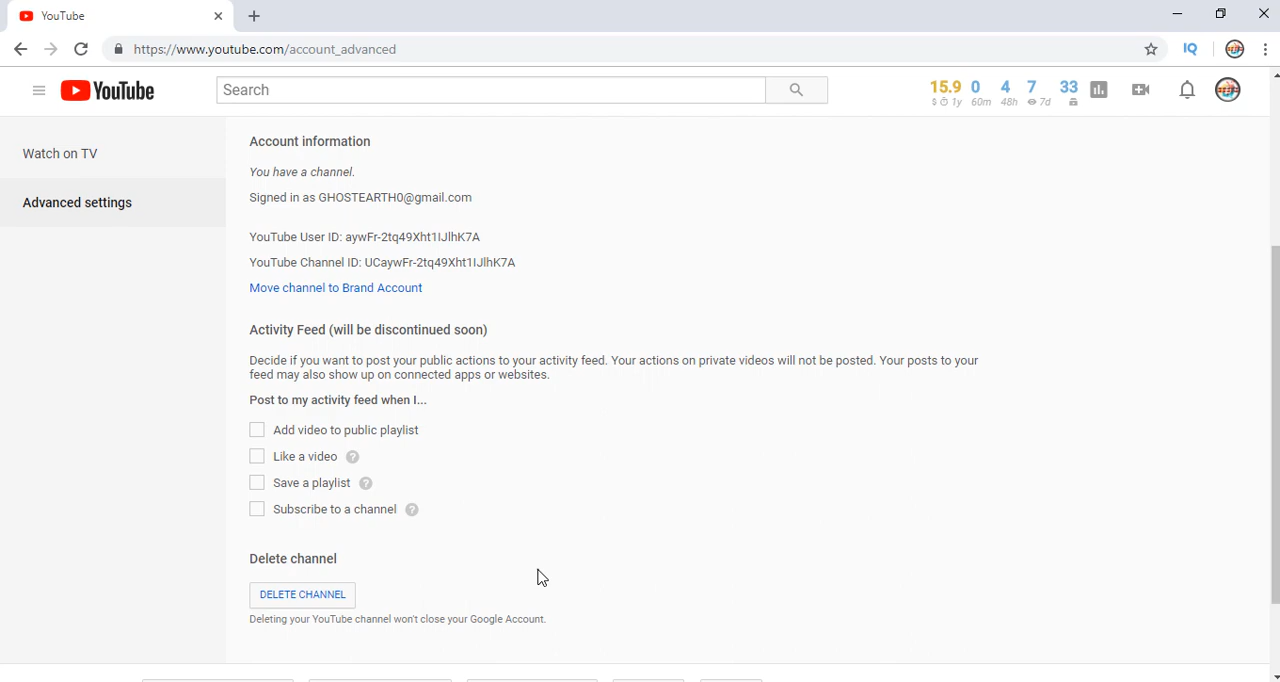 YouTube
https://www.youtube.com/account_advanced
IQ
YouTube
Search
15.9 0 4 7 33
$ 1y 60m 48h 7d
Watch on TV
Advanced settings
Account information
You have a channel.
Signed in as GHOSTEARTH0@gmail.com
YouTube User ID: aywFr-2tq49Xht1IJlhK7A
YouTube Channel ID: UCaywFr-2tq49Xht1IJlhK7A
Move channel to Brand Account
Activity Feed (will be discontinued soon)
Decide if you want to post your public actions to your activity feed. Your actions on private videos will not be posted. Your posts to your
feed may also show up on connected apps or websites.
Post to my activity feed when I...
Add video to public playlist
Like a video ?
Save a playlist ?
Subscribe to a channel ?
Delete channel
DELETE CHANNEL
Deleting your YouTube channel won't close your Google Account.